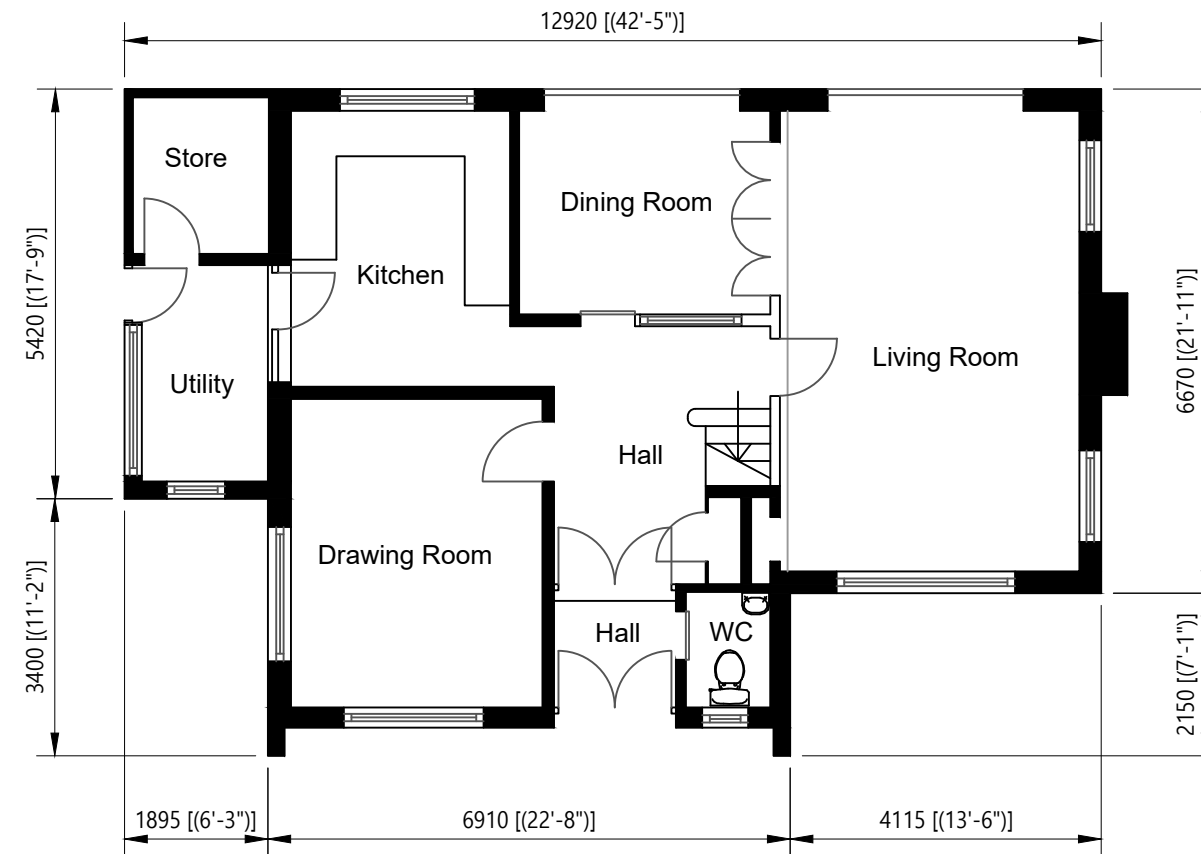 12920 [(42'-5")]
Store
Dining Room
Kitchen
5420 [(17'-9")]
Living Room
6670 [(21'-11")]
Utility
Hall
Drawing Room
Hall
WC
3400 [(11'-2")]
2150 [(7'-1")]
1895 [(6'-3")]
6910 [(22'-8")]
4115 [(13'-6")]